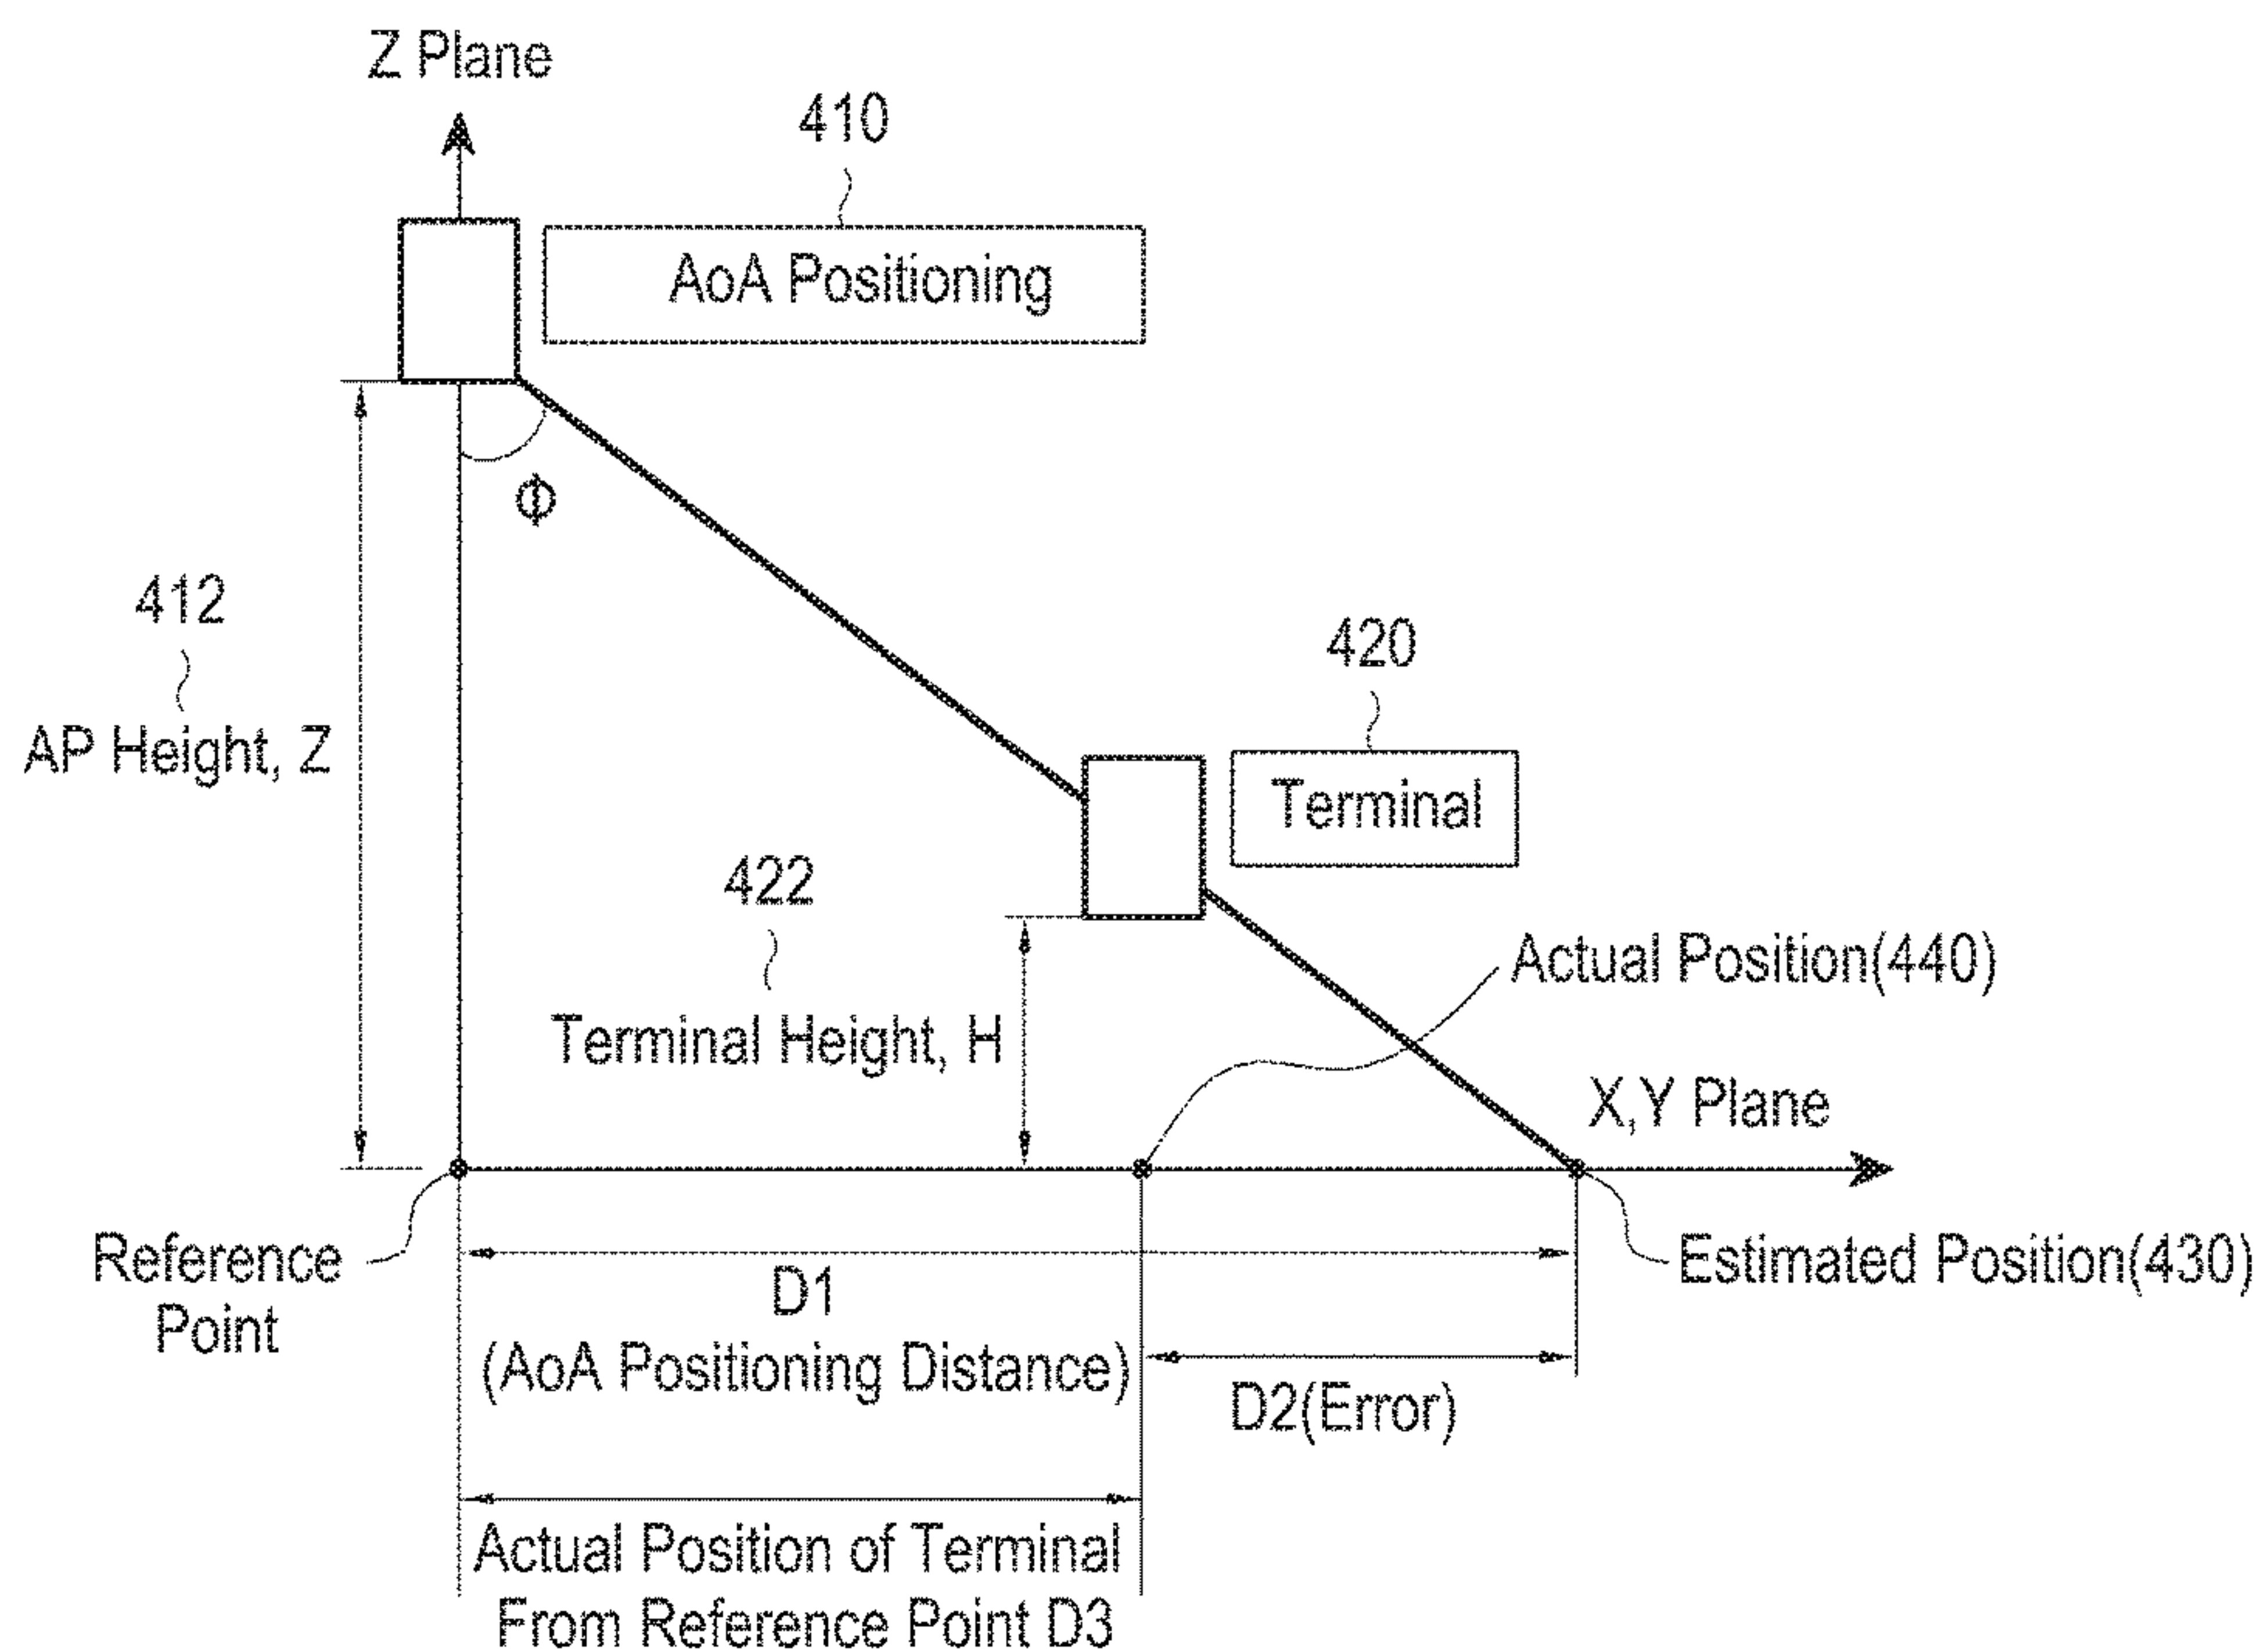 Z Plane
410
AoA Positioning
Φ
412
AP Height, Z
420
Terminal
422
Terminal Height, H
Actual Position(440)
X,Y Plane
Reference
Point
Estimated Position(430)
D1
(AoA Positioning Distance)
D2(Error)
Actual Position of Terminal
From Reference Point D3